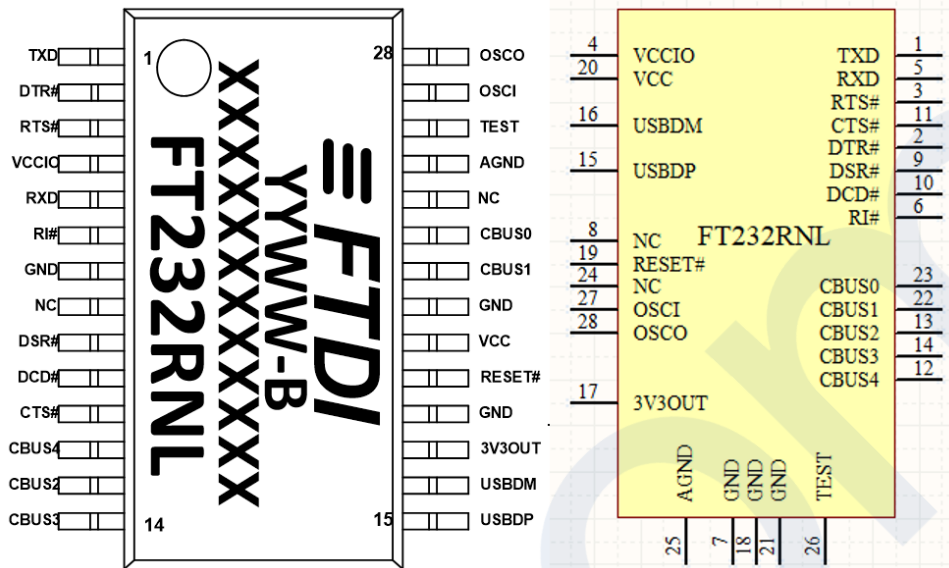 TXD
DTR#
RTS#
VCCIO
RXD
RI#
GND
NC
DSR#
DCD#
CTS#
CBUS4
CBUS2
CBUS3
1
14
28
15
FT232RNL
XXXXXXXXXXXX
YYWW-B
FTDI
OSCO
OSCI
TEST
AGND
NC
CBUS0
CBUS1
GND
VCC
RESET#
GND
3V3OUT
USBDM
USBDP
4 VCCIO
20 VCC
16 USBDM
15 USBDP
8 NC
19 RESET#
24 NC
27 OSCI
28 OSCO
17 3V3OUT
FT232RNL
TXD 1
RXD 5
RTS# 3
CTS# 11
DTR# 2
DSR# 9
DCD# 10
RI# 6
CBUS0 23
CBUS1 22
CBUS2 13
CBUS3 14
CBUS4 12
AGND 25
GND 7
GND 18
GND 21
TEST 26